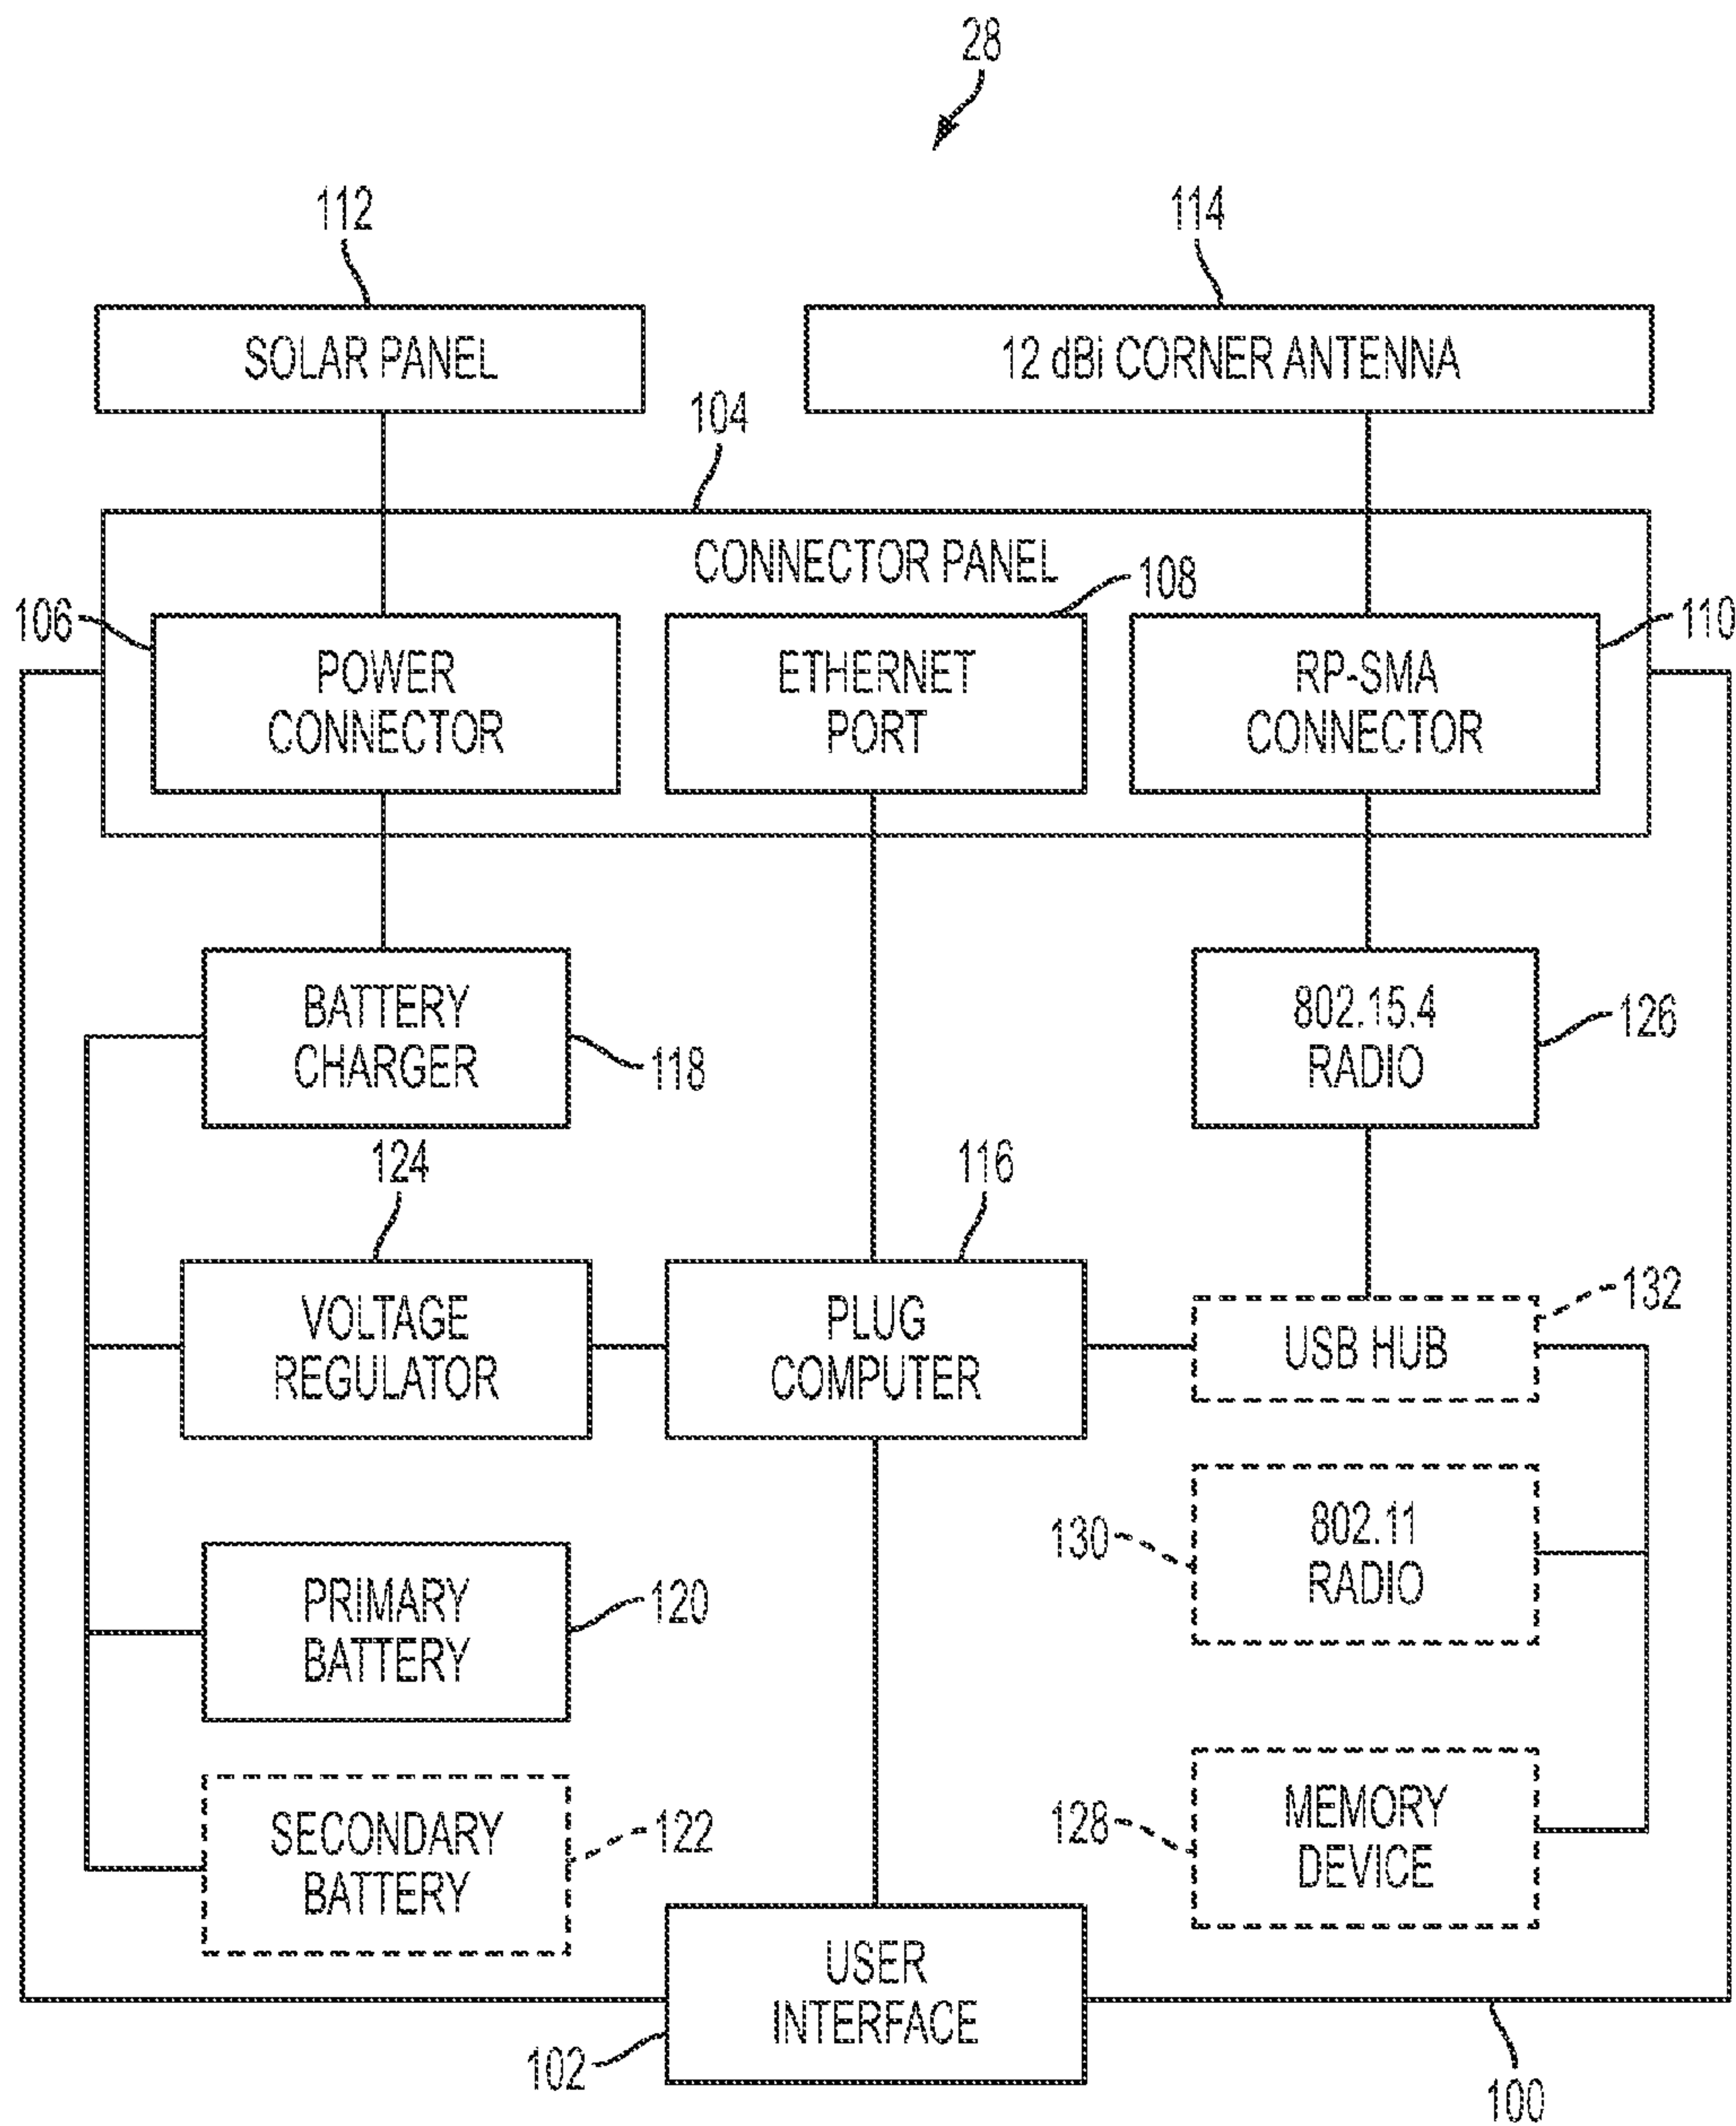 28
112
114
SOLAR PANEL
12 dBi CORNER ANTENNA
104
CONNECTOR PANEL
108
106
110
POWER
CONNECTOR
ETHERNET
PORT
RP-SMA
CONNECTOR
BATTERY
CHARGER
118
802.15.4
RADIO
126
124
116
132
VOLTAGE
REGULATOR
PLUG
COMPUTER
USB HUB
130
802.11
RADIO
PRIMARY
BATTERY
120
SECONDARY
BATTERY
122
128
MEMORY
DEVICE
USER
INTERFACE
102
100